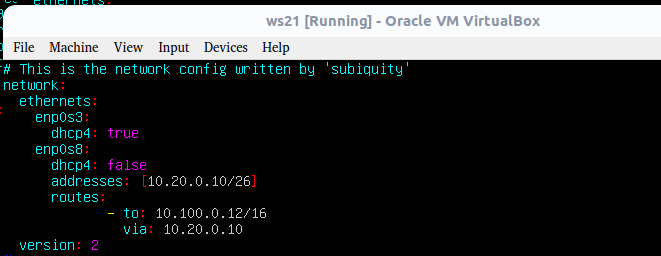 ethernets:
ws21 [Running] - Oracle VM VirtualBox
File Machine View Input Devices Help
# This is the network config written by 'subiquity'
network:
  ethernets:
    enp0s3:
      dhcp4: true
    enp0s8:
      dhcp4: false
      addresses: [10.20.0.10/26]
      routes:
             - to: 10.100.0.12/16
               via: 10.20.0.10
  version: 2